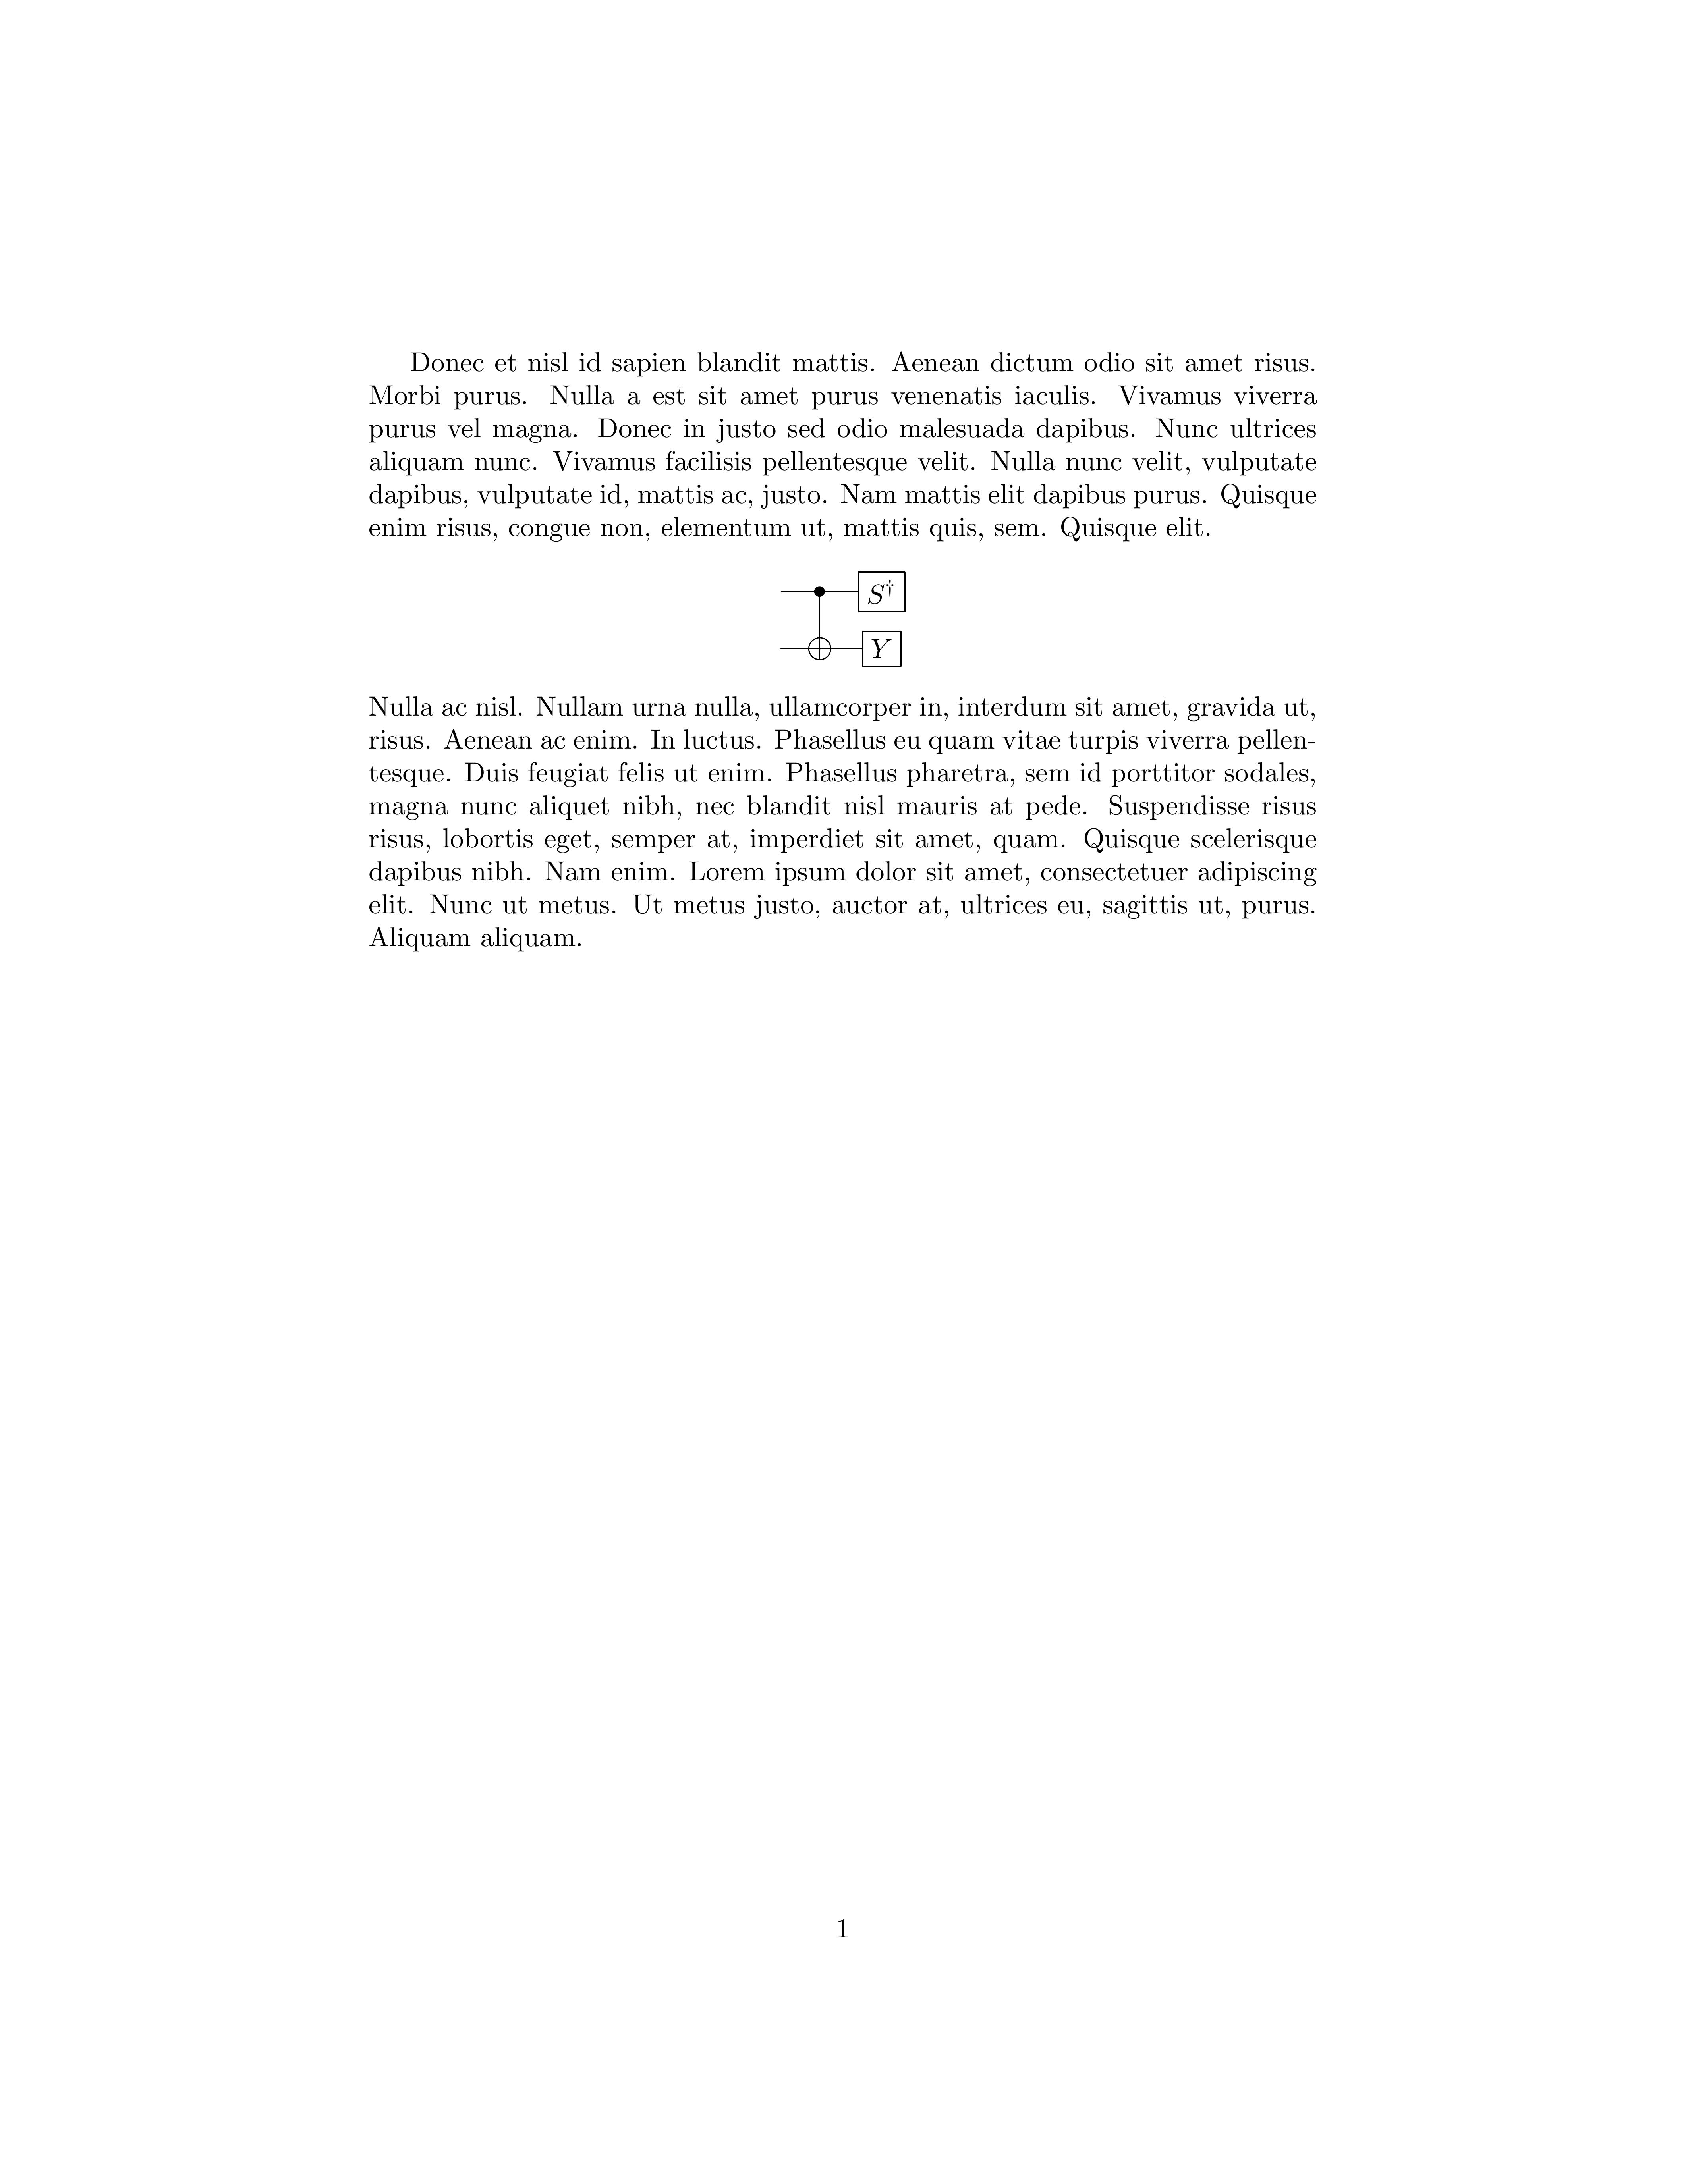 Donec et nisl id sapien blandit mattis. Aenean dictum odio sit amet risus.
Morbi purus. Nulla a est sit amet purus venenatis iaculis. Vivamus viverra
purus vel magna. Donec in justo sed odio malesuada dapibus. Nunc ultrices
aliquam nunc. Vivamus facilisis pellentesque velit. Nulla nunc velit, vulputate
dapibus, vulputate id, mattis ac, justo. Nam mattis elit dapibus purus. Quisque
enim risus, congue non, elementum ut, mattis quis, sem. Quisque elit.
S†
Y
Nulla ac nisl. Nullam urna nulla, ullamcorper in, interdum sit amet, gravida ut,
risus. Aenean ac enim. In luctus. Phasellus eu quam vitae turpis viverra pellen-
tesque. Duis feugiat felis ut enim. Phasellus pharetra, sem id porttitor sodales,
magna nunc aliquet nibh, nec blandit nisl mauris at pede. Suspendisse risus
risus, lobortis eget, semper at, imperdiet sit amet, quam. Quisque scelerisque
dapibus nibh. Nam enim. Lorem ipsum dolor sit amet, consectetuer adipiscing
elit. Nunc ut metus. Ut metus justo, auctor at, ultrices eu, sagittis ut, purus.
Aliquam aliquam.
1